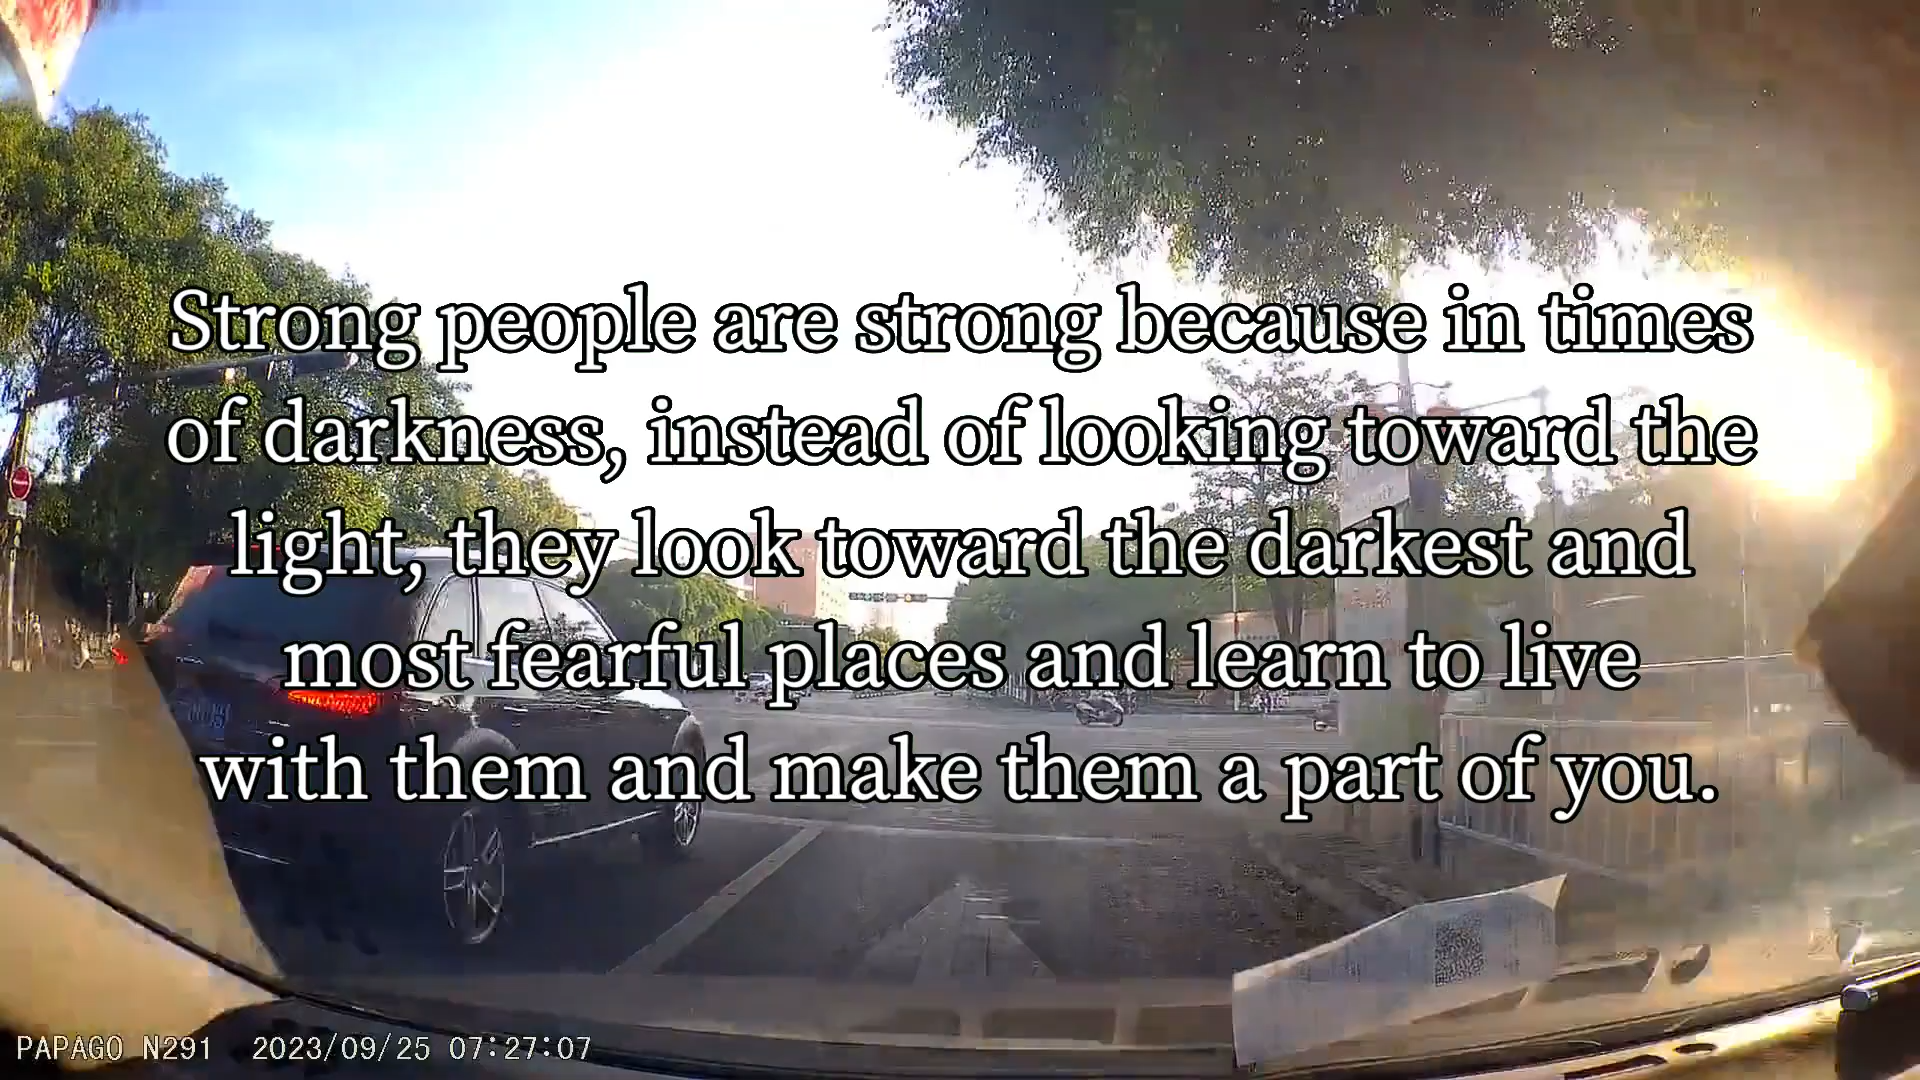 Strong people are strong because in times
of darkness, instead of looking toward the
light, they look toward the darkest and
most fearful places and learn to live
with them and make them a part of you.
PAPAGO N291 2023/09/25 07:27:07